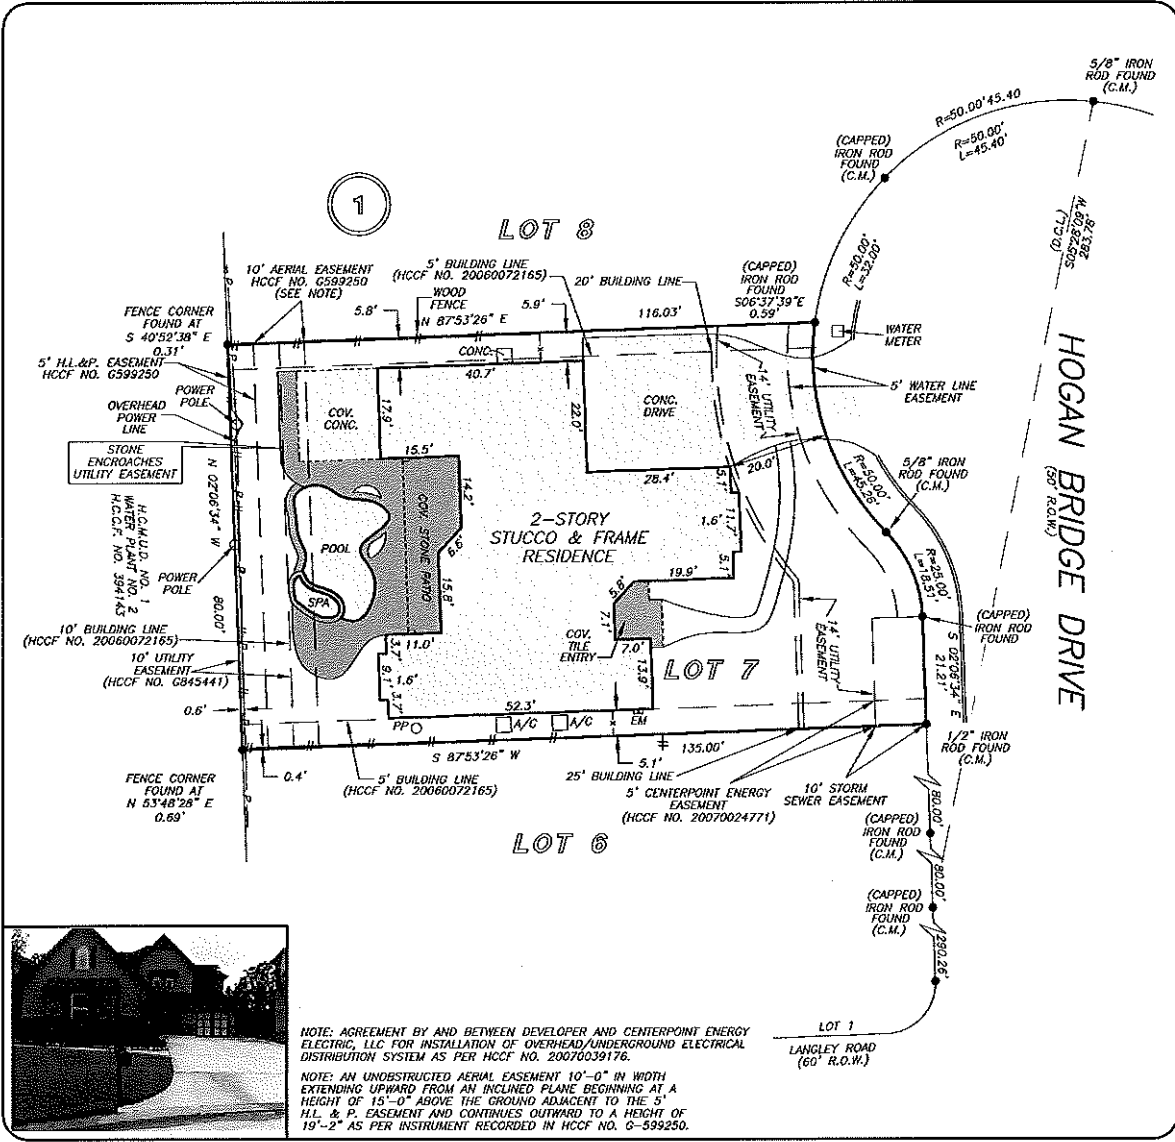 5/8" IRON
ROD FOUND
(C.M.)
R=50.00'45.40
R=50.00'
L=45.40'
(CAPPED)
IRON ROD
FOUND
(C.M.)
S05°28'09"W
283.78'
(D.C.L.)
1
LOT 8
10' AERIAL EASEMENT
HCCF NO. G599250
(SEE NOTE)
5' BUILDING LINE
(HCCF NO. 20060072165)
20' BUILDING LINE
(CAPPED)
IRON ROD
FOUND
S06°37'39"E
0.59'
R=50.00'
L=32.00'
WOOD
FENCE
5.8'
5.9'
N 87°53'26" E
116.03'
FENCE CORNER
FOUND AT
S 40°52'38" E
0.31'
5' H.L.&P. EASEMENT
HCCF NO. G599250
POWER
POLE
OVERHEAD
POWER
LINE
STONE
ENCROACHES
UTILITY EASEMENT
WATER
METER
5' WATER LINE
EASEMENT
HOGAN BRIDGE DRIVE
(50' R.O.W.)
CONC.
40.7'
COV.
CONC.
17.9'
22.0'
CONC.
DRIVE
14' UTILITY
EASEMENT
15.5'
28.4'
20.0'
R=50.00'
L=45.26'
5/8" IRON
ROD FOUND
(C.M.)
5.1'
11.7'
1.6'
5.1'
14.2'
6.6'
15.8'
COV. STONE PATIO
POOL
SPA
2-STORY
STUCCO & FRAME
RESIDENCE
19.9'
5.8'
7.1'
R=25.00'
L=18.51'
N 02°06'34" W
80.00'
H.C.M.U.D. NO. 1
WATER PLANT NO. 2
H.C.C.F. NO. 394143
POWER
POLE
10' BUILDING LINE
(HCCF NO. 20060072165)
10' UTILITY
EASEMENT
(HCCF NO. G845441)
0.6'
3.7'
11.0'
9.1'
1.6'
3.7'
COV.
TILE
ENTRY
7.0'
13.9'
LOT 7
14' UTILITY
EASEMENT
(CAPPED)
IRON ROD
FOUND
S 02°06'34" E
21.21'
52.3'
PP
A/C
A/C
EM
S 87°53'26" W
135.00'
5.1'
0.4'
FENCE CORNER
FOUND AT
N 53°48'28" E
0.69'
5' BUILDING LINE
(HCCF NO. 20060072165)
25' BUILDING LINE
5' CENTERPOINT ENERGY
EASEMENT
(HCCF NO. 20070024771)
10' STORM
SEWER EASEMENT
1/2" IRON
ROD FOUND
(C.M.)
LOT 6
80.00'
(CAPPED)
IRON ROD
FOUND
(C.M.)
80.00'
(CAPPED)
IRON ROD
FOUND
(C.M.)
290.26'
LOT 1
LANGLEY ROAD
(60' R.O.W.)
NOTE: AGREEMENT BY AND BETWEEN DEVELOPER AND CENTERPOINT ENERGY
ELECTRIC, LLC FOR INSTALLATION OF OVERHEAD/UNDERGROUND ELECTRICAL
DISTRIBUTION SYSTEM AS PER HCCF NO. 20070039176.
NOTE: AN UNOBSTRUCTED AERIAL EASEMENT 10'-0" IN WIDTH
EXTENDING UPWARD FROM AN INCLINED PLANE BEGINNING AT A
HEIGHT OF 15'-0" ABOVE THE GROUND ADJACENT TO THE 5'
H.L. & P. EASEMENT AND CONTINUES OUTWARD TO A HEIGHT OF
19'-2" AS PER INSTRUMENT RECORDED IN HCCF NO. G-599250.